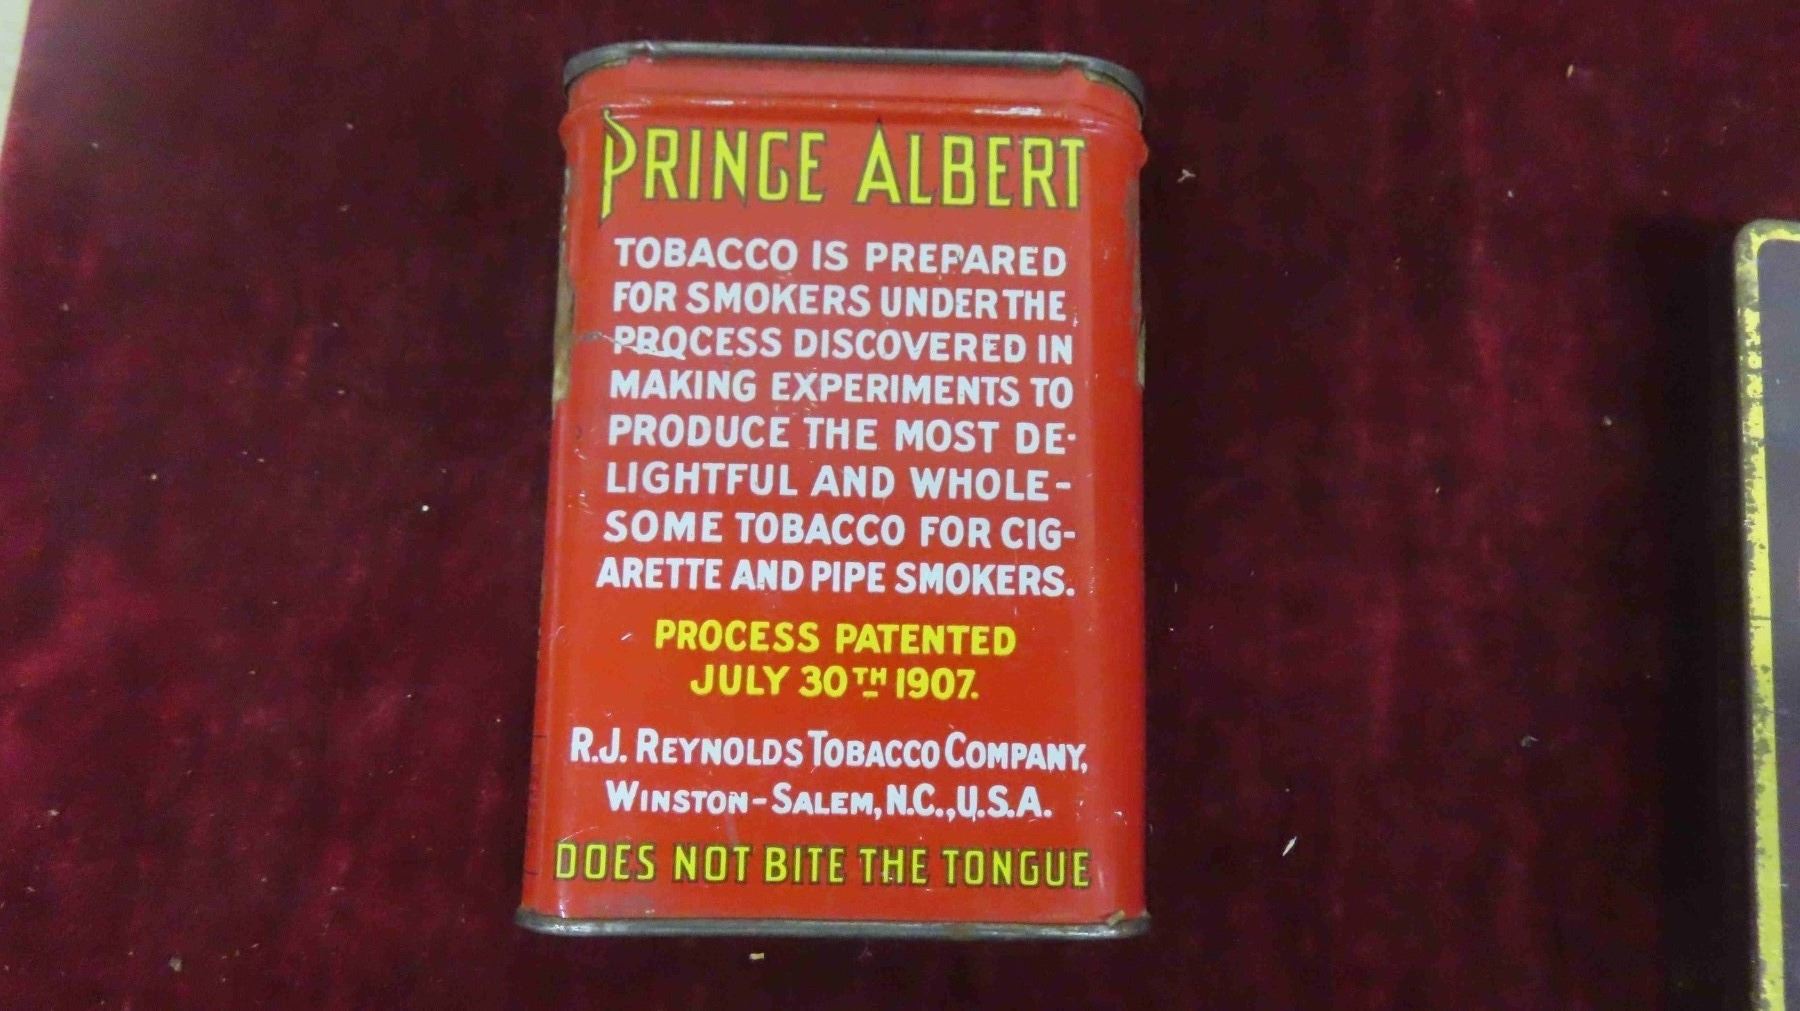 PRINCE ALBERT
TOBACCO IS PREPARED
FOR SMOKERS UNDER THE
PROCESS DISCOVERED IN
MAKING EXPERIMENTS TO
PRODUCE THE MOST DE-
LIGHTFUL AND WHOLE-
SOME TOBACCO FOR CIG-
ARETTE AND PIPE SMOKERS.
PROCESS PATENTED
JULY 30TH 1907.
R.J. REYNOLDS TOBACCO COMPANY,
WINSTON-SALEM, N.C., U.S.A.
DOES NOT BITE THE TONGUE